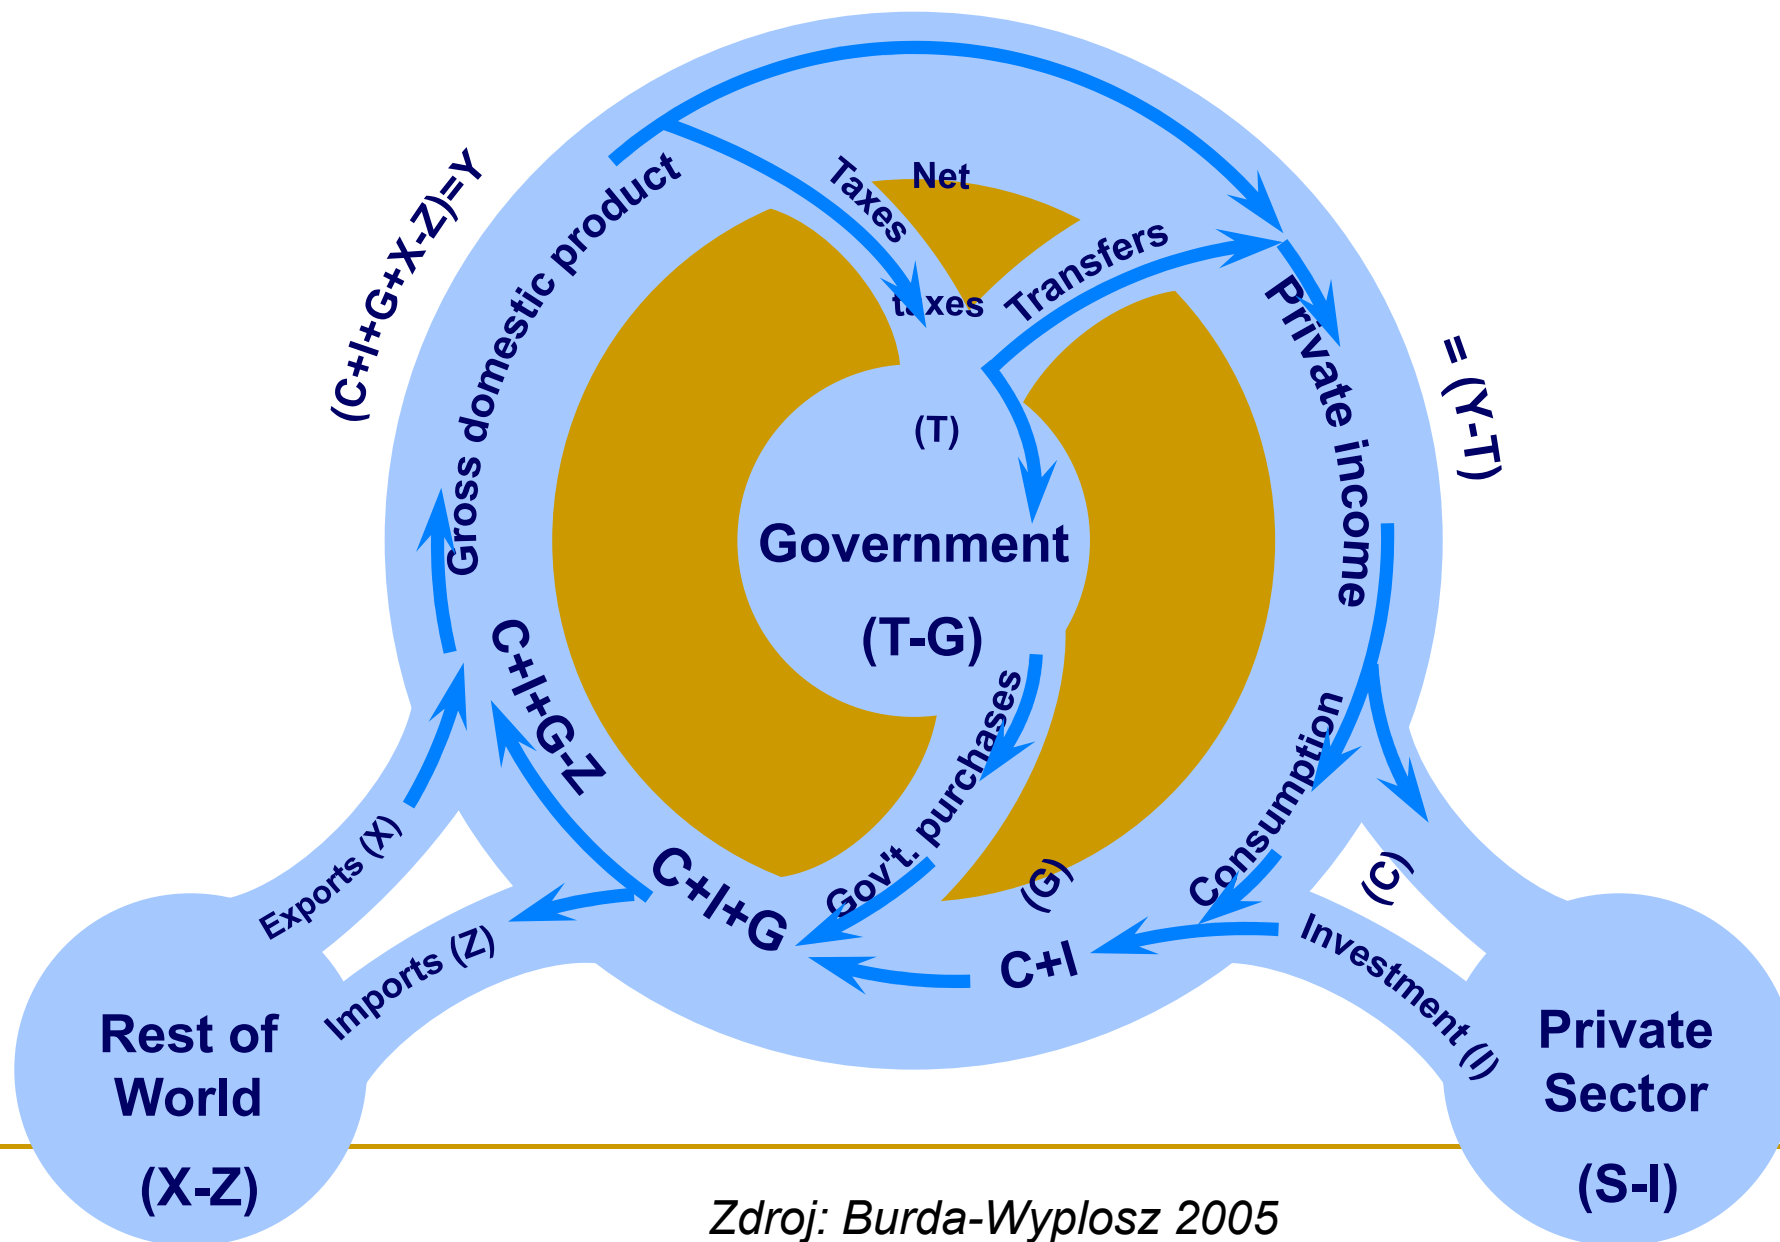 (C+I+G+X-Z)=Y
Gross domestic product
Taxes
Net
taxes
(T)
Transfers
Private income
= (Y-T)
Government
(T-G)
C+I+G-Z
Gov't. purchases
(G)
Consumption
(C)
Exports (X)
Imports (Z)
C+I+G
C+I
Investment (I)
Rest of
World
(X-Z)
Private
Sector
(S-I)
Zdroj: Burda-Wyplosz 2005